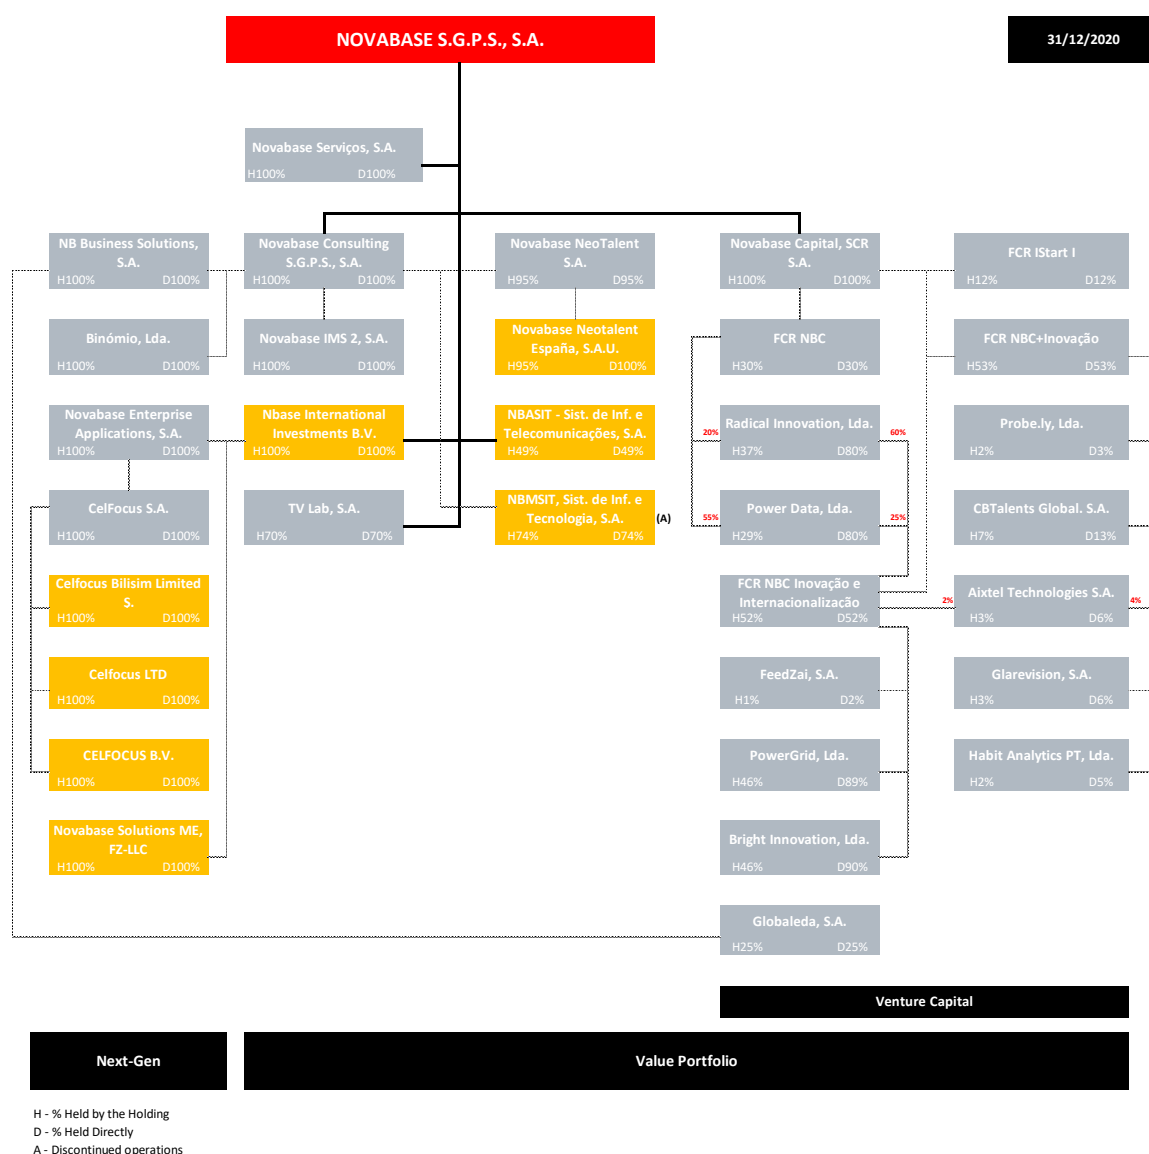 NOVABASE S.G.P.S., S.A.
31/12/2020
Novabase Serviços, S.A.
H100% D100%
NB Business Solutions,
S.A.
H100% D100%
Novabase Consulting
S.G.P.S., S.A.
H100% D100%
Novabase NeoTalent
S.A.
H95% D95%
Novabase Capital, SCR
S.A.
H100% D100%
FCR IStart I
H12% D12%
Binómio, Lda.
H100% D100%
Novabase IMS 2, S.A.
H100% D100%
Novabase Neotalent
España, S.A.U.
H95% D100%
FCR NBC
H30% D30%
FCR NBC+Inovação
H53% D53%
Novabase Enterprise
Applications, S.A.
H100% D100%
Nbase International
Investments B.V.
H100% D100%
NBASIT - Sist. de Inf. e
Telecomunicações, S.A.
H49% D49%
20%
Radical Innovation, Lda.
H37% D80%
60%
Probe.ly, Lda.
H2% D3%
CelFocus S.A.
H100% D100%
TV Lab, S.A.
H70% D70%
NBMSIT, Sist. de Inf. e
Tecnologia, S.A.
H74% D74%
(A)
55%
Power Data, Lda.
H29% D80%
25%
CBTalents Global. S.A.
H7% D13%
Celfocus Bilisim Limited
S.
H100% D100%
FCR NBC Inovação e
Internacionalização
H52% D52%
2%
Aixtel Technologies S.A.
H3% D6%
4%
Celfocus LTD
H100% D100%
FeedZai, S.A.
H1% D2%
Glarevision, S.A.
H3% D6%
CELFOCUS B.V.
H100% D100%
PowerGrid, Lda.
H46% D89%
Habit Analytics PT, Lda.
H2% D5%
Novabase Solutions ME,
FZ-LLC
H100% D100%
Bright Innovation, Lda.
H46% D90%
Globaleda, S.A.
H25% D25%
Venture Capital
Next-Gen
Value Portfolio
H - % Held by the Holding
D - % Held Directly
A - Discontinued operations